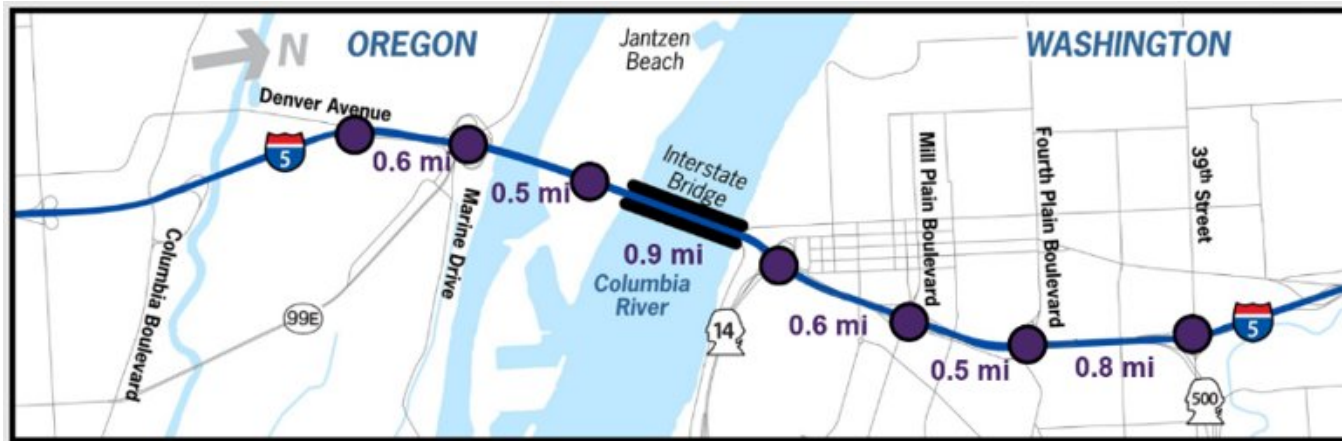 N
OREGON
Jantzen
Beach
WASHINGTON
Denver Avenue
5
0.6 mi
Marine Drive
0.5 mi
Interstate
Bridge
0.9 mi
Columbia
River
Columbia Boulevard
99E
14
0.6 mi
Mill Plain Boulevard
0.5 mi
Fourth Plain Boulevard
0.8 mi
39th Street
5
500